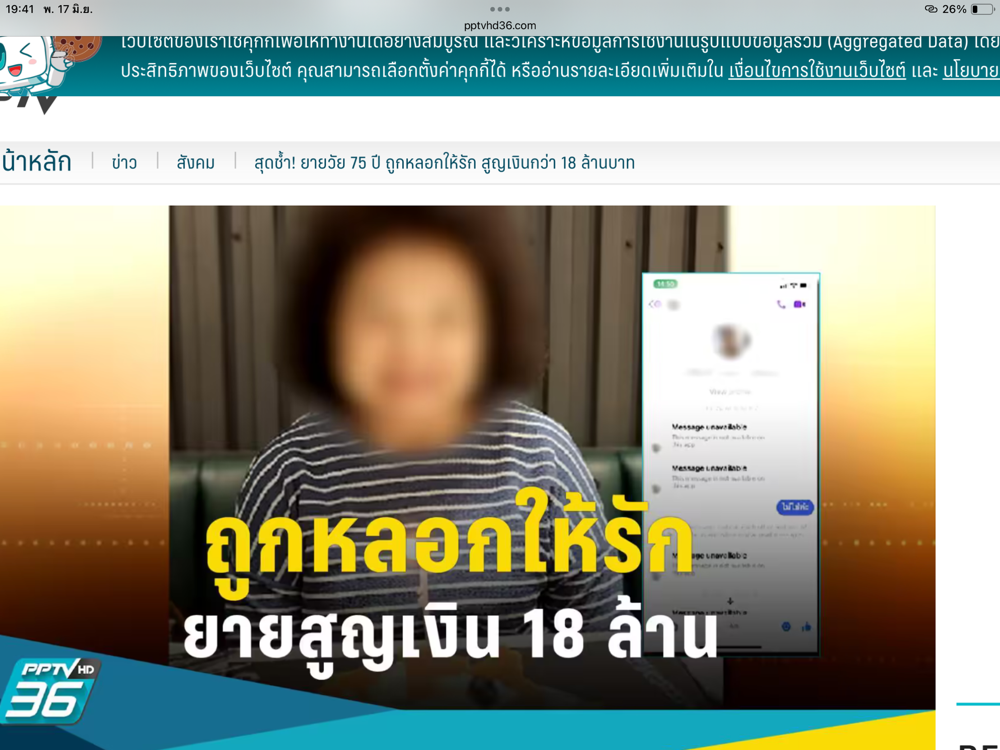 19:41 พ. 17 มิ.ย.
26%
pptvhd36.com
เว็บไซต์ของเราใช้คุกกี้เพื่อให้ทำงานได้อย่างสมบูรณ์ และวิเคราะห์ข้อมูลการใช้งานในรูปแบบข้อมูลรวม (Aggregated Data) โดย
ประสิทธิภาพของเว็บไซต์ คุณสามารถเลือกตั้งค่าคุกกี้ได้ หรืออ่านรายละเอียดเพิ่มเติมใน เงื่อนไขการใช้งานเว็บไซต์ และ นโยบาย
น้าหลัก | ข่าว | สังคม | สุดช้ำ! ยายวัย 75 ปี ถูกหลอกให้รัก สูญเงินกว่า 18 ล้านบาท
14:50
View profile
Message unavailable
This message is not available on
this app
Message unavailable
This message is not available on
this app
ไม่ใช่ค่ะ
ถูกหลอกให้รัก
ยายสูญเงิน 18 ล้าน
PPTV HD
36